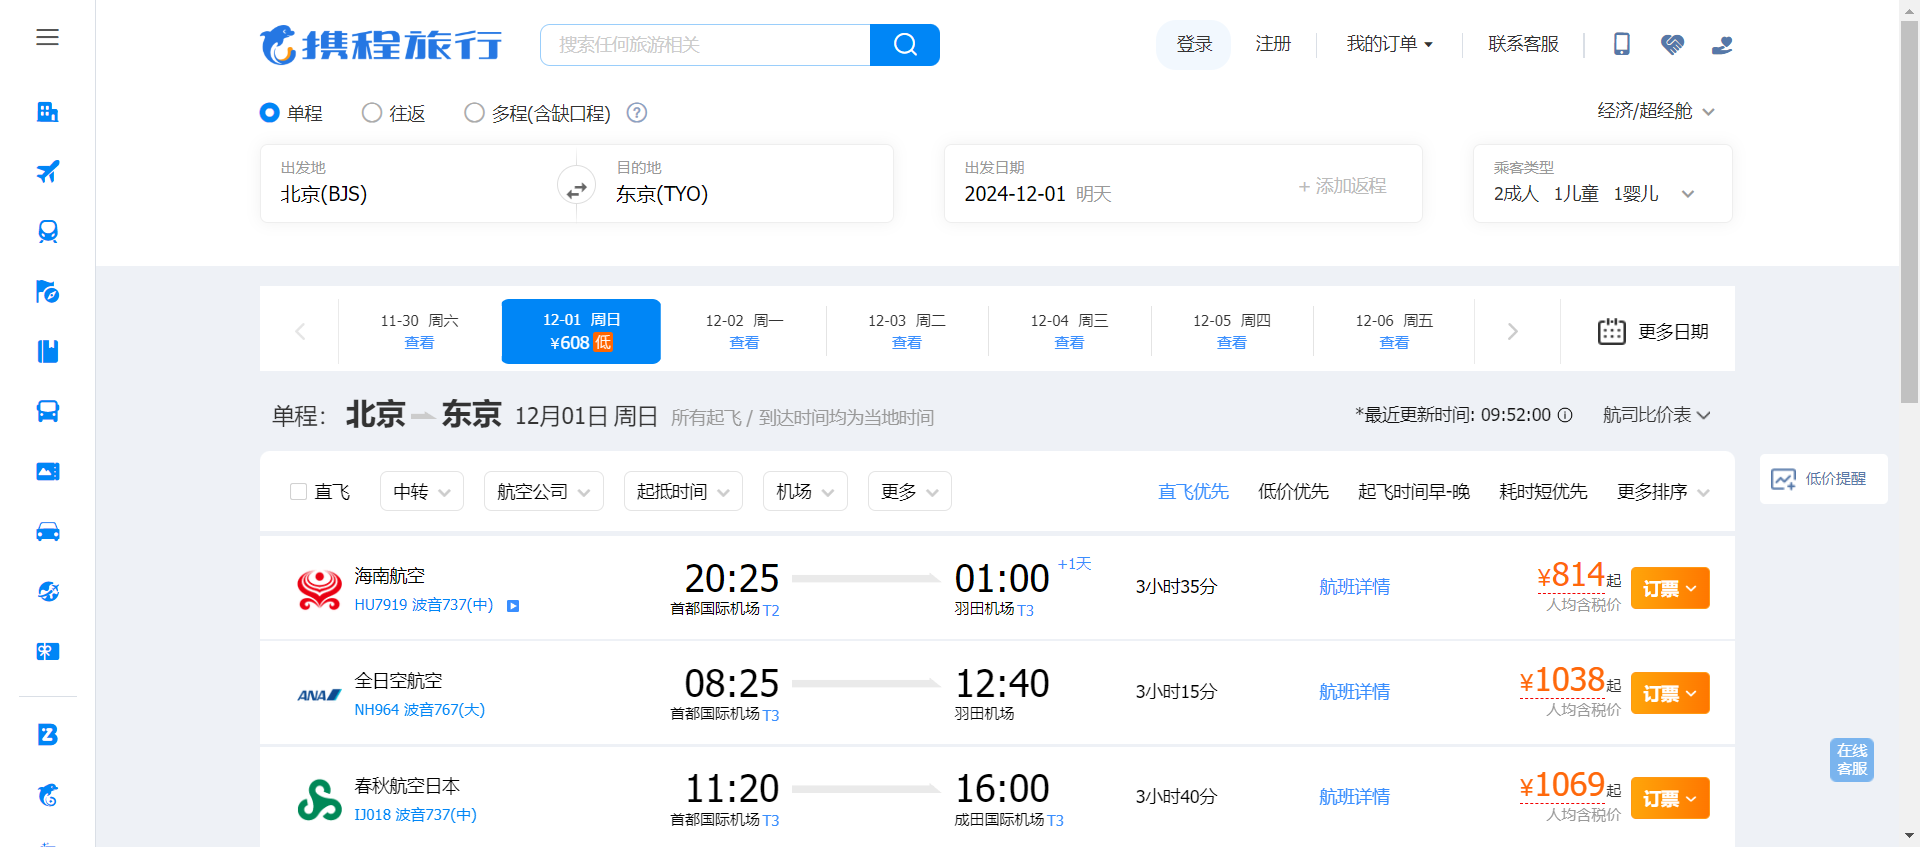 携程旅行
搜索任何旅游相关
登录
注册
我的订单
联系客服
单程
往返
多程(含缺口程)
?
经济/超经舱
出发地
北京(BJS)
目的地
东京(TYO)
出发日期
2024-12-01 明天
+ 添加返程
乘客类型
2成人 1儿童 1婴儿
11-30 周六
查看
12-01 周日
¥608 低
12-02 周一
查看
12-03 周二
查看
12-04 周三
查看
12-05 周四
查看
12-06 周五
查看
更多日期
单程: 北京 东京 12月01日 周日 所有起飞 / 到达时间均为当地时间
*最近更新时间: 09:52:00
航司比价表
直飞
中转
航空公司
起抵时间
机场
更多
直飞优先
低价优先
起飞时间早-晚
耗时短优先
更多排序
低价提醒
海南航空
HU7919 波音737(中)
20:25
首都国际机场 T2
01:00 +1天
羽田机场 T3
3小时35分
航班详情
¥814起
人均含税价
订票
ANA
全日空航空
NH964 波音767(大)
08:25
首都国际机场 T3
12:40
羽田机场
3小时15分
航班详情
¥1038起
人均含税价
订票
春秋航空日本
IJ018 波音737(中)
11:20
首都国际机场 T3
16:00
成田国际机场 T3
3小时40分
航班详情
¥1069起
人均含税价
订票
在线
客服